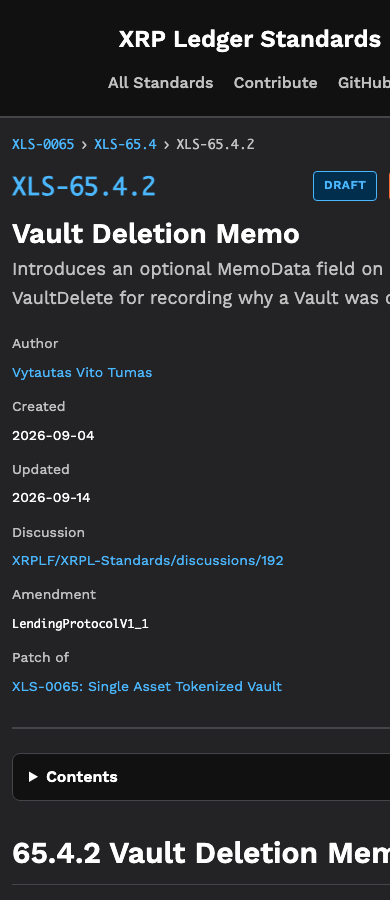 XRP Ledger Standards
All Standards Contribute GitHub
XLS-0065 › XLS-65.4 › XLS-65.4.2
XLS-65.4.2 DRAFT
Vault Deletion Memo
Introduces an optional MemoData field on
VaultDelete for recording why a Vault was
Author
Vytautas Vito Tumas
Created
2026-09-04
Updated
2026-09-14
Discussion
XRPLF/XRPL-Standards/discussions/192
Amendment
LendingProtocolV1_1
Patch of
XLS-0065: Single Asset Tokenized Vault
▶ Contents
65.4.2 Vault Deletion Mem